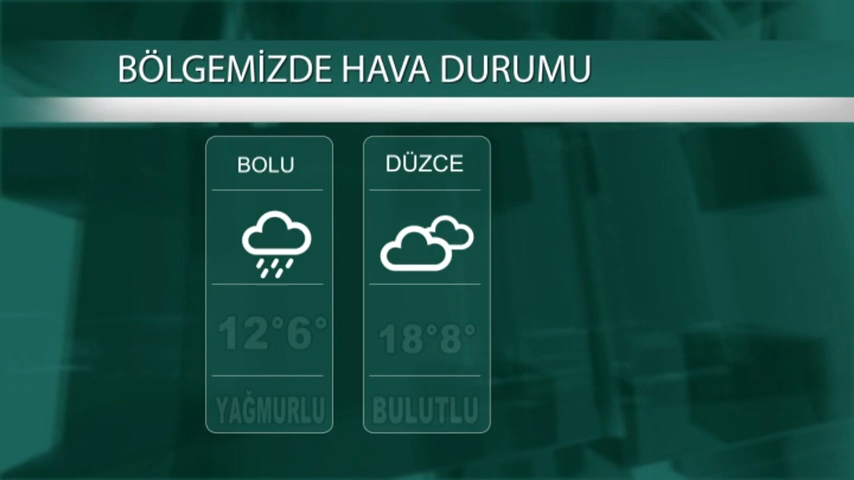 BÖLGEMİZDE HAVA DURUMU
BOLU
12°6°
YAĞMURLU
DÜZCE
18°8°
BULUTLU